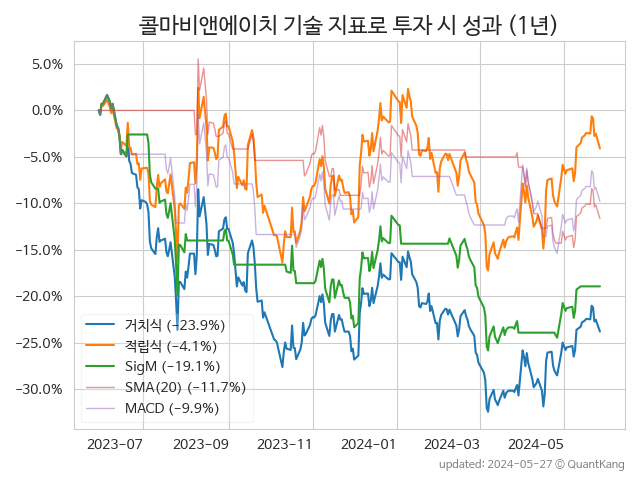 콜마비앤에이치 기술 지표로 투자 시 성과 (1년)
5.0%
0.0%
−5.0%
−10.0%
−15.0%
−20.0%
−25.0%
−30.0%
거치식 (−23.9%)
적립식 (−4.1%)
SigM (−19.1%)
SMA(20) (−11.7%)
MACD (−9.9%)
2023−07
2023−09
2023−11
2024−01
2024−03
2024−05
updated: 2024-05-27 © QuantKang